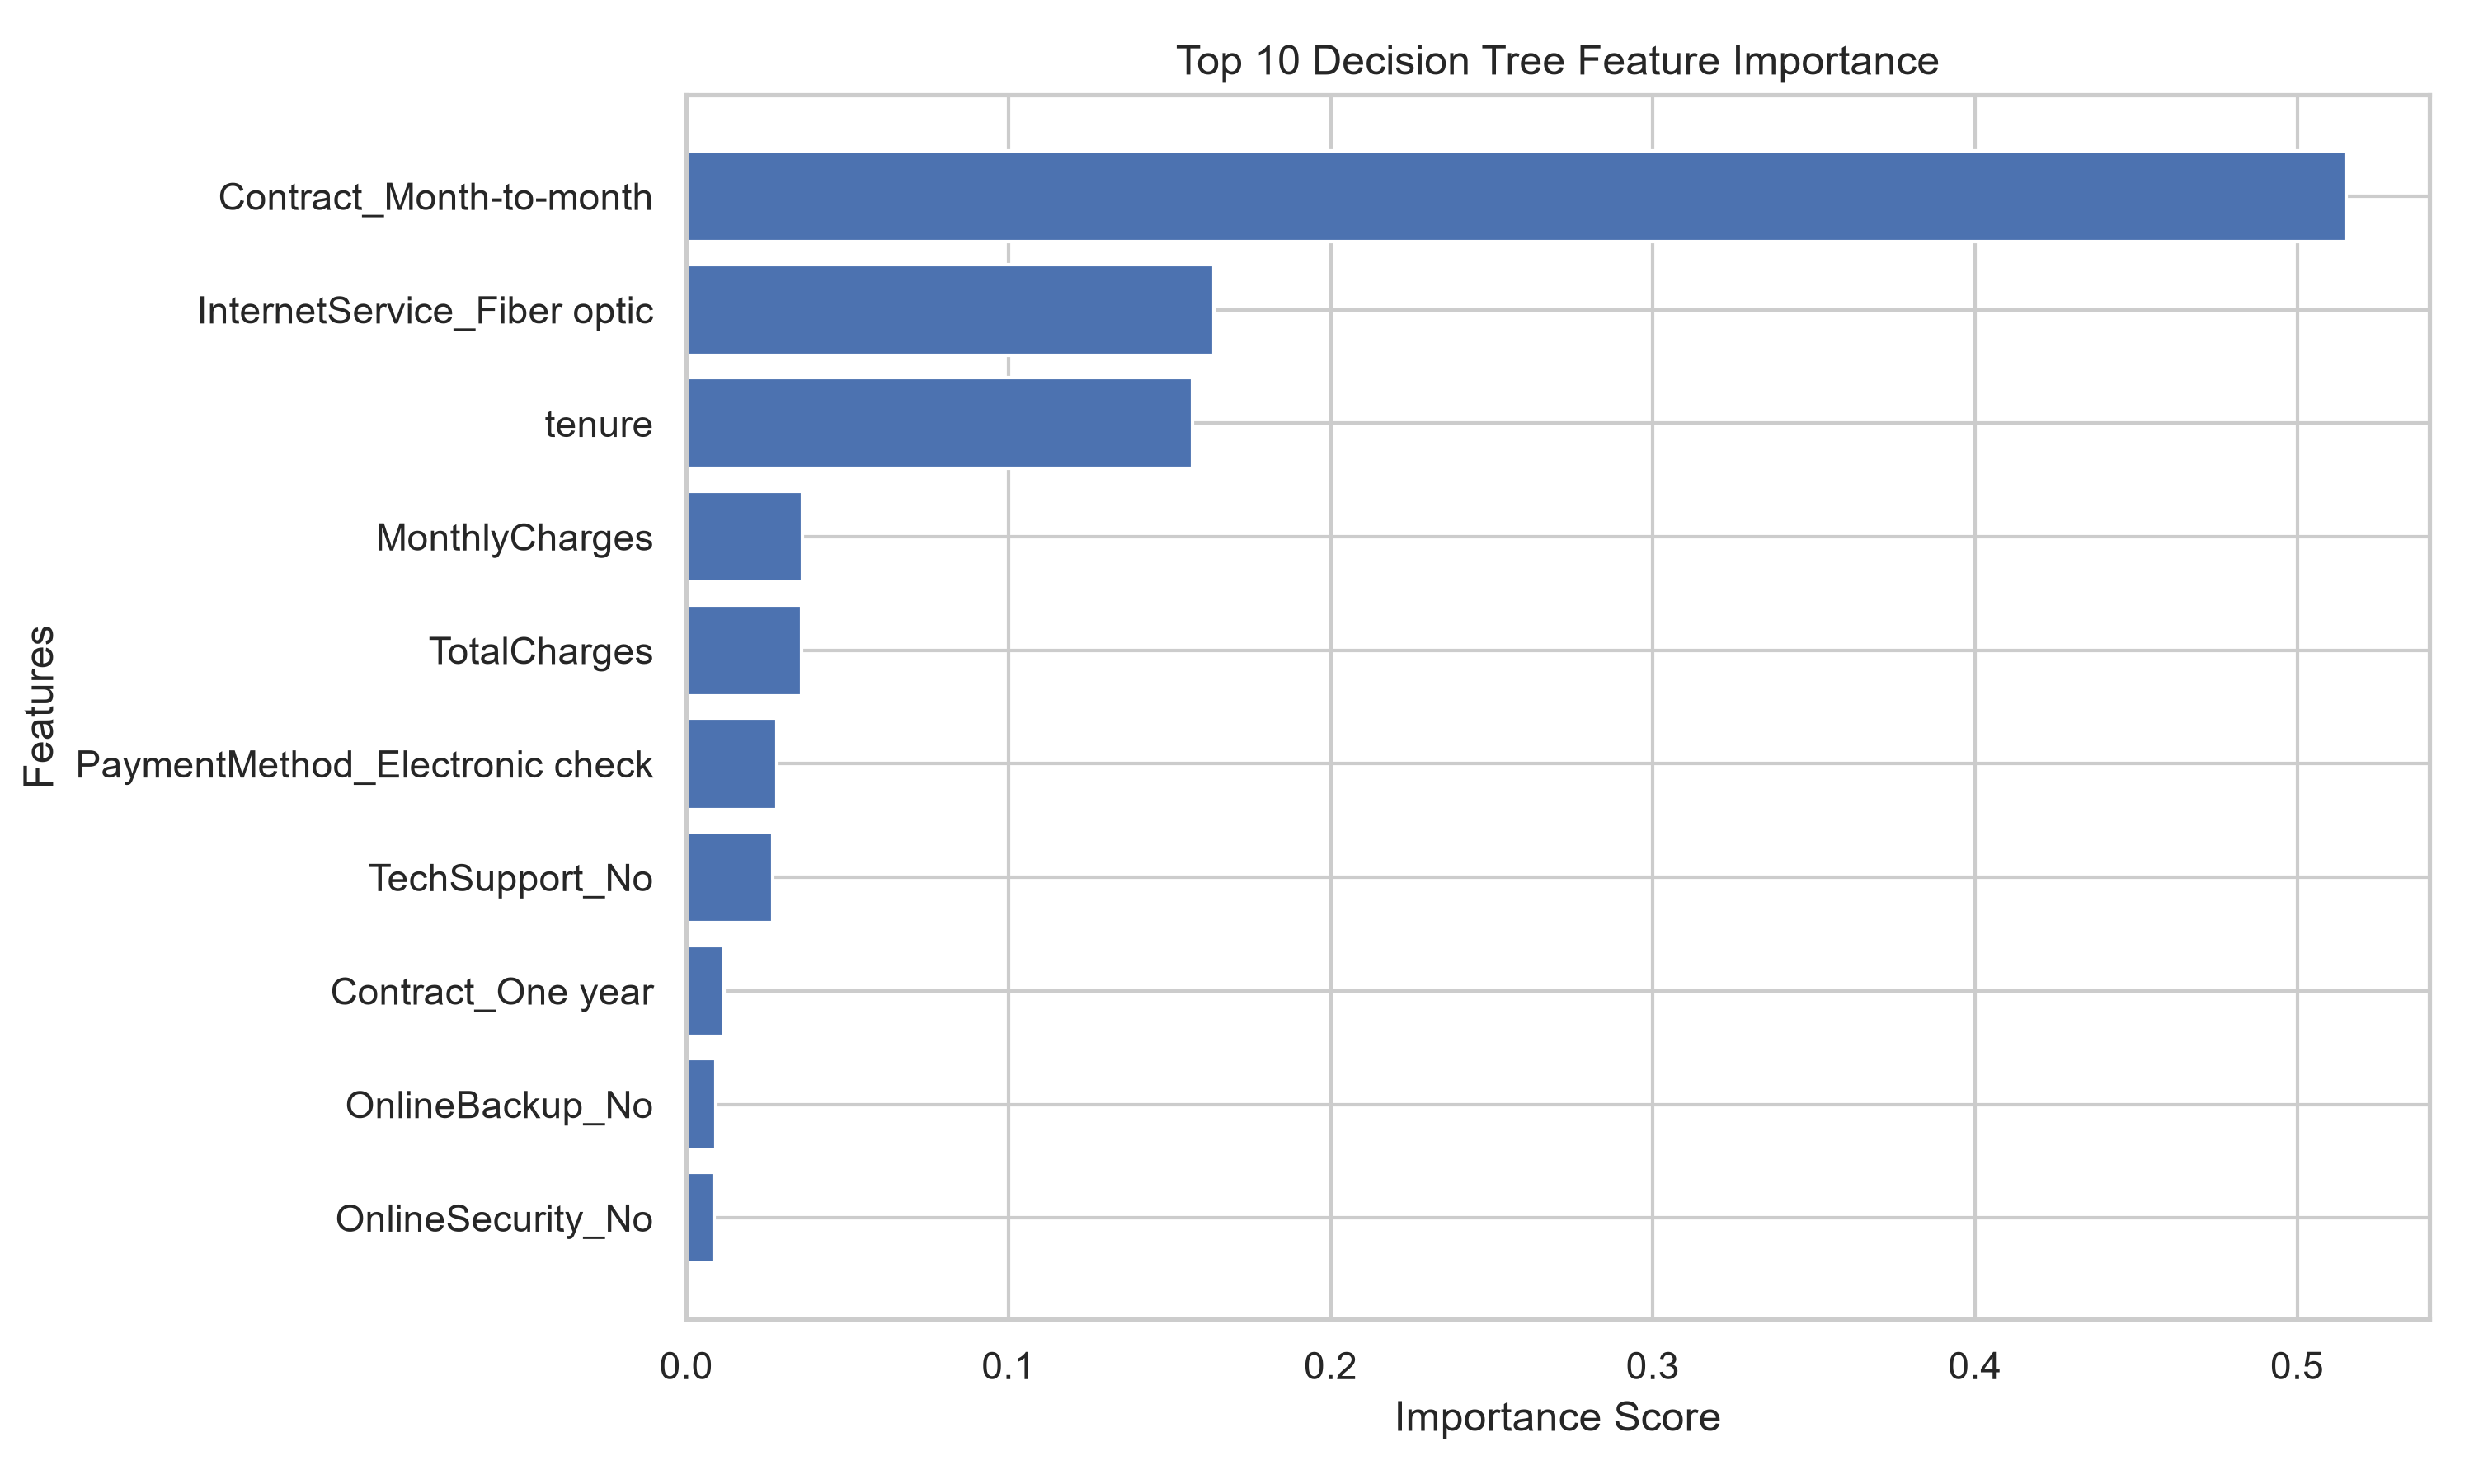 Top 10 Decision Tree Feature Importance
Contract_Month-to-month
InternetService_Fiber optic
tenure
MonthlyCharges
TotalCharges
PaymentMethod_Electronic check
TechSupport_No
Contract_One year
OnlineBackup_No
OnlineSecurity_No
Features
0.0 0.1 0.2 0.3 0.4 0.5
Importance Score